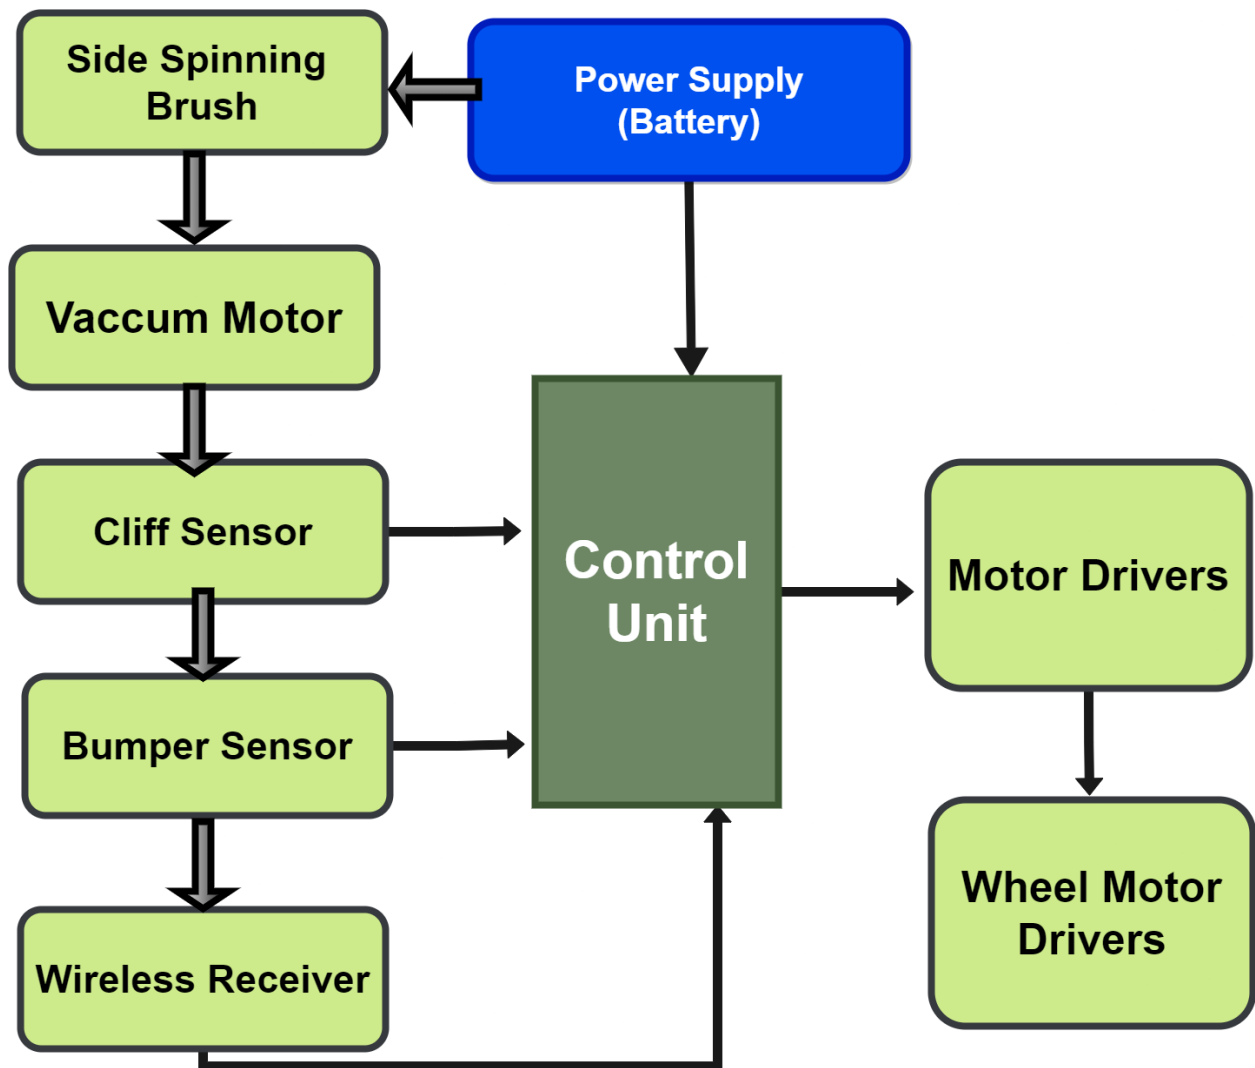 Side Spinning
Brush
Power Supply
(Battery)
Vaccum Motor
Cliff Sensor
Control
Unit
Motor Drivers
Bumper Sensor
Wheel Motor
Drivers
Wireless Receiver